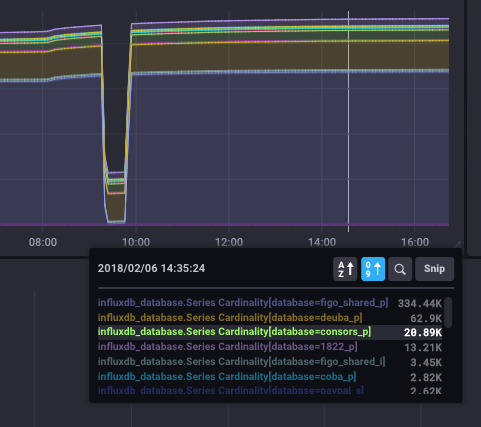 08:00 10:00 12:00 14:00 16:00
2018/02/06 14:35:24 A Z 0 9 Snip
influxdb_database.Series Cardinality[database=figo_shared_p] 334.44K
influxdb_database.Series Cardinality[database=deuba_p] 62.9K
influxdb_database.Series Cardinality[database=consors_p] 20.89K
influxdb_database.Series Cardinality[database=1822_p] 13.21K
influxdb_database.Series Cardinality[database=figo_shared_i] 3.45K
influxdb_database.Series Cardinality[database=coba_p] 2.82K
influxdb_database.Series 2.62K